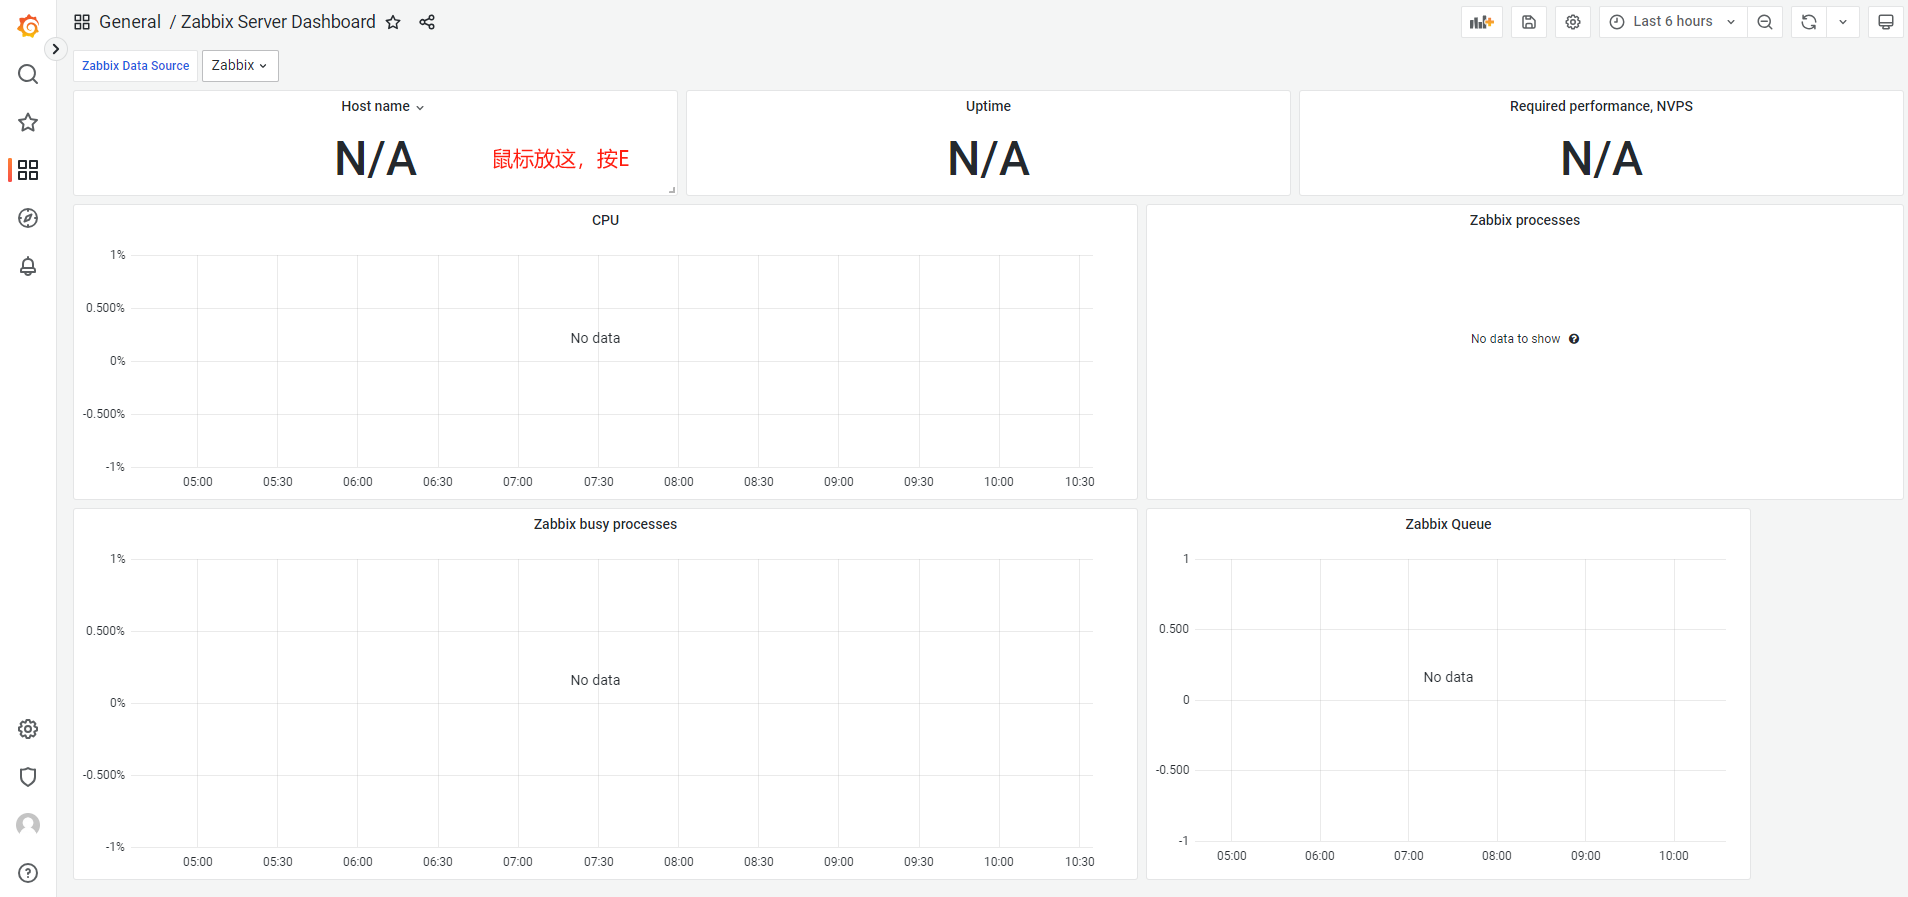 General / Zabbix Server Dashboard
Last 6 hours
Zabbix Data Source Zabbix
Host name
N/A
鼠标放这，按E
Uptime
N/A
Required performance, NVPS
N/A
CPU
1%
0.500%
0%
-0.500%
-1%
No data
05:00 05:30 06:00 06:30 07:00 07:30 08:00 08:30 09:00 09:30 10:00 10:30
Zabbix processes
No data to show
Zabbix busy processes
1%
0.500%
0%
-0.500%
-1%
No data
05:00 05:30 06:00 06:30 07:00 07:30 08:00 08:30 09:00 09:30 10:00 10:30
Zabbix Queue
1
0.500
0
-0.500
-1
No data
05:00 06:00 07:00 08:00 09:00 10:00